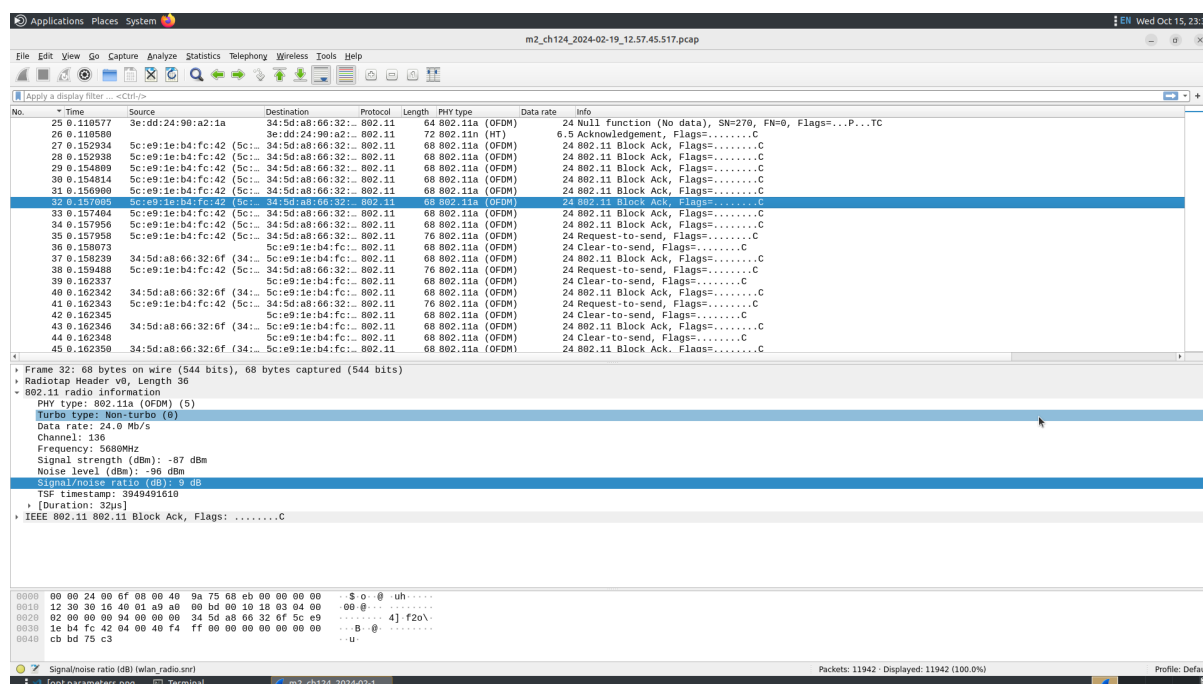 Applications Places System EN Wed Oct 15, 23:
m2_ch124_2024-02-19_12.57.45.517.pcap
File Edit View Go Capture Analyze Statistics Telephony Wireless Tools Help
Apply a display filter ... <Ctrl-/>
No. Time Source Destination Protocol Length PHY type Data rate Info
25 0.110577 3e:dd:24:90:a2:1a 34:5d:a8:66:32:… 802.11 64 802.11a (OFDM) 24 Null function (No data), SN=270, FN=0, Flags=...P...TC
26 0.110580 3e:dd:24:90:a2:… 802.11 72 802.11n (HT) 6.5 Acknowledgement, Flags=........C
27 0.152934 5c:e9:1e:b4:fc:42 (5c:… 34:5d:a8:66:32:… 802.11 68 802.11a (OFDM) 24 802.11 Block Ack, Flags=........C
28 0.152938 5c:e9:1e:b4:fc:42 (5c:… 34:5d:a8:66:32:… 802.11 68 802.11a (OFDM) 24 802.11 Block Ack, Flags=........C
29 0.154809 5c:e9:1e:b4:fc:42 (5c:… 34:5d:a8:66:32:… 802.11 68 802.11a (OFDM) 24 802.11 Block Ack, Flags=........C
30 0.154814 5c:e9:1e:b4:fc:42 (5c:… 34:5d:a8:66:32:… 802.11 68 802.11a (OFDM) 24 802.11 Block Ack, Flags=........C
31 0.156900 5c:e9:1e:b4:fc:42 (5c:… 34:5d:a8:66:32:… 802.11 68 802.11a (OFDM) 24 802.11 Block Ack, Flags=........C
32 0.157005 5c:e9:1e:b4:fc:42 (5c:… 34:5d:a8:66:32:… 802.11 68 802.11a (OFDM) 24 802.11 Block Ack, Flags=........C
33 0.157404 5c:e9:1e:b4:fc:42 (5c:… 34:5d:a8:66:32:… 802.11 68 802.11a (OFDM) 24 802.11 Block Ack, Flags=........C
34 0.157956 5c:e9:1e:b4:fc:42 (5c:… 34:5d:a8:66:32:… 802.11 68 802.11a (OFDM) 24 802.11 Block Ack, Flags=........C
35 0.157958 5c:e9:1e:b4:fc:42 (5c:… 34:5d:a8:66:32:… 802.11 76 802.11a (OFDM) 24 Request-to-send, Flags=........C
36 0.158073 5c:e9:1e:b4:fc:… 802.11 68 802.11a (OFDM) 24 Clear-to-send, Flags=........C
37 0.158239 34:5d:a8:66:32:6f (34:… 5c:e9:1e:b4:fc:… 802.11 68 802.11a (OFDM) 24 802.11 Block Ack, Flags=........C
38 0.159488 5c:e9:1e:b4:fc:42 (5c:… 34:5d:a8:66:32:… 802.11 76 802.11a (OFDM) 24 Request-to-send, Flags=........C
39 0.162337 5c:e9:1e:b4:fc:… 802.11 68 802.11a (OFDM) 24 Clear-to-send, Flags=........C
40 0.162342 34:5d:a8:66:32:6f (34:… 5c:e9:1e:b4:fc:… 802.11 68 802.11a (OFDM) 24 802.11 Block Ack, Flags=........C
41 0.162343 5c:e9:1e:b4:fc:42 (5c:… 34:5d:a8:66:32:… 802.11 76 802.11a (OFDM) 24 Request-to-send, Flags=........C
42 0.162345 5c:e9:1e:b4:fc:… 802.11 68 802.11a (OFDM) 24 Clear-to-send, Flags=........C
43 0.162346 34:5d:a8:66:32:6f (34:… 5c:e9:1e:b4:fc:… 802.11 68 802.11a (OFDM) 24 802.11 Block Ack, Flags=........C
44 0.162348 5c:e9:1e:b4:fc:… 802.11 68 802.11a (OFDM) 24 Clear-to-send, Flags=........C
45 0.162350 34:5d:a8:66:32:6f (34:… 5c:e9:1e:b4:fc:… 802.11 68 802.11a (OFDM) 24 802.11 Block Ack, Flags=........C
Frame 32: 68 bytes on wire (544 bits), 68 bytes captured (544 bits)
Radiotap Header v0, Length 36
802.11 radio information
PHY type: 802.11a (OFDM) (5)
Turbo type: Non-turbo (0)
Data rate: 24.0 Mb/s
Channel: 136
Frequency: 5680MHz
Signal strength (dBm): -87 dBm
Noise level (dBm): -96 dBm
Signal/noise ratio (dB): 9 dB
TSF timestamp: 3949491610
[Duration: 32µs]
IEEE 802.11 802.11 Block Ack, Flags: ........C
0000 00 00 24 00 6f 08 00 40 9a 75 68 eb 00 00 00 00 ··$·o··@ ·uh·····
0010 12 30 30 16 40 01 a9 a0 00 bd 00 10 18 03 04 00 ·00·@··· ········
0020 02 00 00 00 94 00 00 00 34 5d a8 66 32 6f 5c e9 ········ 4]·f2o\·
0030 1e b4 fc 42 04 00 40 f4 ff 00 00 00 00 00 00 00 ···B··@· ········
0040 cb bd 75 c3 ··u·
Signal/noise ratio (dB) (wlan_radio.snr) Packets: 11942 · Displayed: 11942 (100.0%) Profile: Defau
[opt parameters.png Terminal m2_ch124_2024-02-1